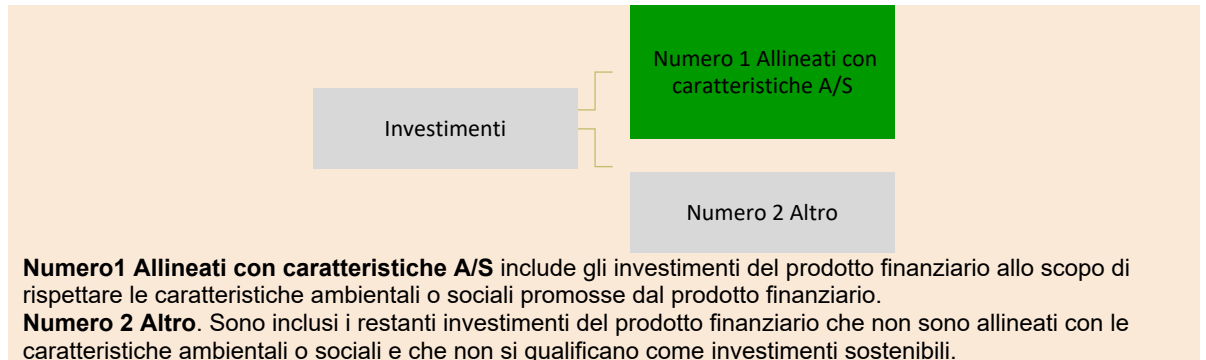 Numero 1 Allineati con
caratteristiche A/S
Investimenti
Numero 2 Altro
Numero1 Allineati con caratteristiche A/S include gli investimenti del prodotto finanziario allo scopo di
rispettare le caratteristiche ambientali o sociali promosse dal prodotto finanziario.
Numero 2 Altro. Sono inclusi i restanti investimenti del prodotto finanziario che non sono allineati con le
caratteristiche ambientali o sociali e che non si qualificano come investimenti sostenibili.